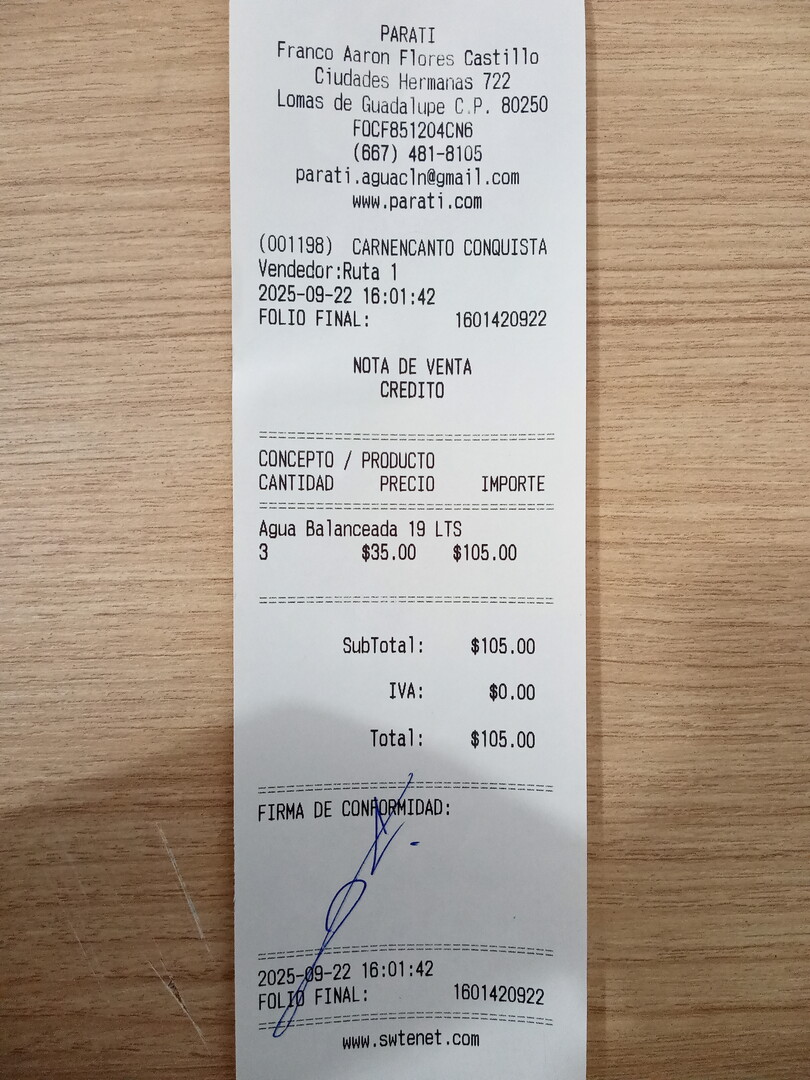 PARATI
Franco Aaron Flores Castillo
Ciudades Hermanas 722
Lomas de Guadalupe C.P. 80250
FOCF851204CN6
(667) 481-8105
parati.aguacln@gmail.com
www.parati.com
(001198) CARNENCANTO CONQUISTA
Vendedor:Ruta 1
2025-09-22 16:01:42
FOLIO FINAL: 1601420922
NOTA DE VENTA
CREDITO
CONCEPTO / PRODUCTO
CANTIDAD PRECIO IMPORTE
Agua Balanceada 19 LTS
3 $35.00 $105.00
SubTotal: $105.00
IVA: $0.00
Total: $105.00
FIRMA DE CONFORMIDAD:
2025-09-22 16:01:42
FOLIO FINAL: 1601420922
www.swtenet.com